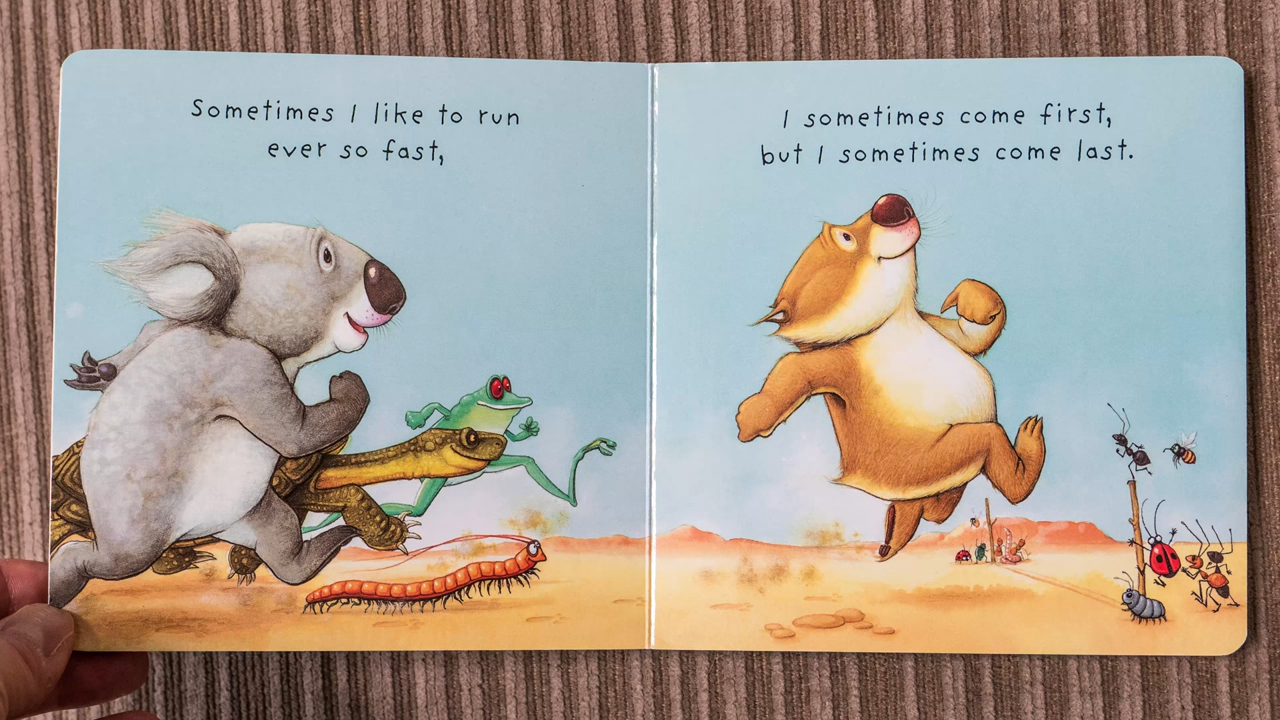 Sometimes I like to run
ever so fast,
I sometimes come first,
but I sometimes come last.